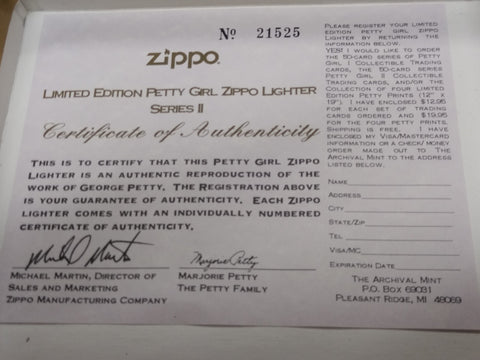 No 21525
zippo
LIMITED EDITION PETTY GIRL ZIPPO LIGHTER
SERIES II
Certificate of Authenticity
THIS IS TO CERTIFY THAT THIS PETTY GIRL ZIPPO
LIGHTER IS AN AUTHENTIC REPRODUCTION OF THE
WORK OF GEORGE PETTY. THE REGISTRATION ABOVE
IS YOUR GUARANTEE OF AUTHENTICITY. EACH ZIPPO
LIGHTER COMES WITH AN INDIVIDUALLY NUMBERED
CERTIFICATE OF AUTHENTICITY.
Michael Martin
MICHAEL MARTIN, DIRECTOR OF
SALES AND MARKETING
ZIPPO MANUFACTURING COMPANY
Marjorie Petty
MARJORIE PETTY
THE PETTY FAMILY
PLEASE REGISTER YOUR LIMITED
EDITION PETTY GIRL ZIPPO
LIGHTER BY RETURNING THE
INFORMATION BELOW.
YES! I WOULD LIKE TO ORDER
THE 50-CARD SERIES OF PETTY
GIRL I COLLECTIBLE TRADING
CARDS, THE 50-CARD SERIES
PETTY GIRL II COLLECTIBLE
TRADING CARDS, AND/OR THE
COLLECTION OF FOUR LIMITED
EDITION PETTY PRINTS (12" X
19"). I HAVE ENCLOSED $12.95
FOR EACH SET OF TRADING
CARDS ORDERED AND $19.95
FOR THE FOUR PETTY PRINTS.
SHIPPING IS FREE. I HAVE
ENCLOSED MY VISA/MASTERCARD
INFORMATION OR A CHECK/MONEY
ORDER MADE OUT TO THE
ARCHIVAL MINT TO THE ADDRESS
LISTED BELOW.
NAME
ADDRESS
CITY
STATE/ZIP
TEL
VISA/MC
EXPIRATION DATE
THE ARCHIVAL MINT
P.O. BOX 69031
PLEASANT RIDGE, MI 48069